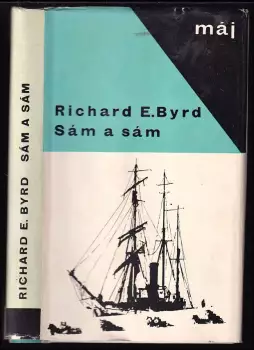 máj
Richard E. Byrd
Sám a sám
RICHARD E. BYRD SÁM A SÁM